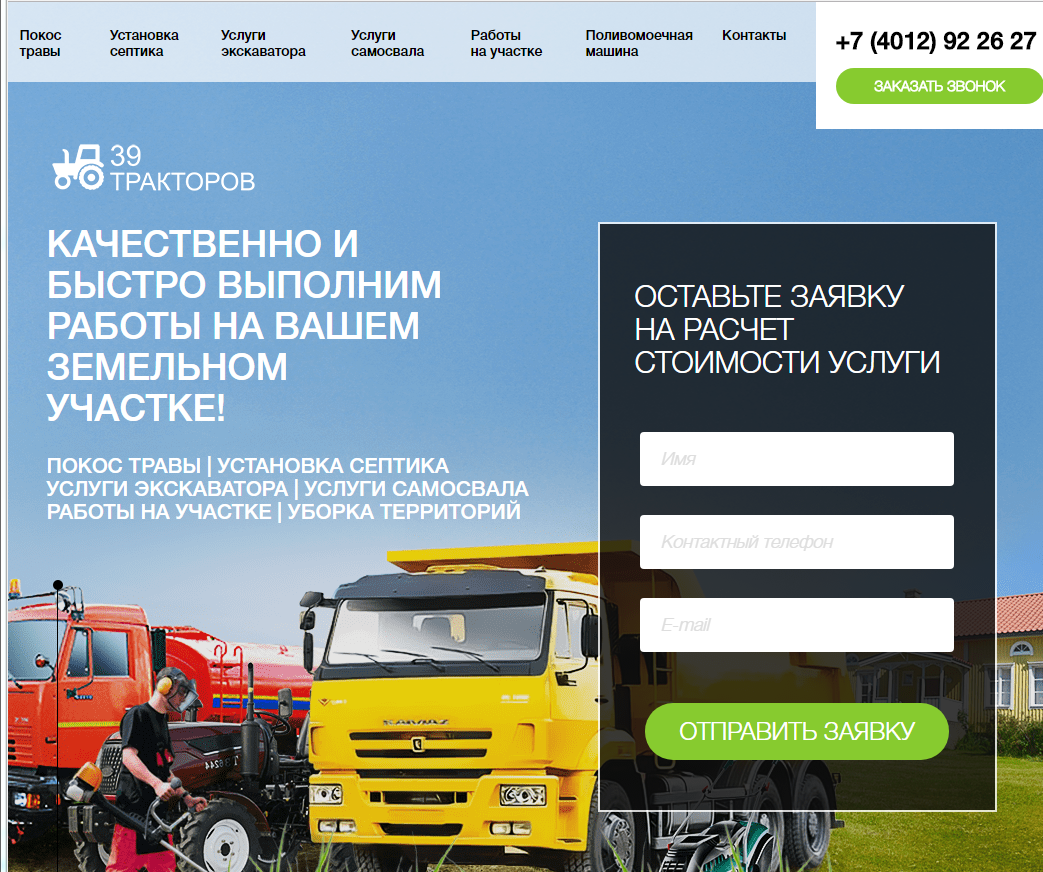 Покос
травы
Установка
септика
Услуги
экскаватора
Услуги
самосвала
Работы
на участке
Поливомоечная
машина
Контакты
+7 (4012) 92 26 27
ЗАКАЗАТЬ ЗВОНОК
39
ТРАКТОРОВ
КАЧЕСТВЕННО И
БЫСТРО ВЫПОЛНИМ
РАБОТЫ НА ВАШЕМ
ЗЕМЕЛЬНОМ
УЧАСТКЕ!
ПОКОС ТРАВЫ | УСТАНОВКА СЕПТИКА
УСЛУГИ ЭКСКАВАТОРА | УСЛУГИ САМОСВАЛА
РАБОТЫ НА УЧАСТКЕ | УБОРКА ТЕРРИТОРИЙ
ОСТАВЬТЕ ЗАЯВКУ
НА РАСЧЕТ
СТОИМОСТИ УСЛУГИ
Имя
Контактный телефон
E-mail
ОТПРАВИТЬ ЗАЯВКУ
KAMAZ